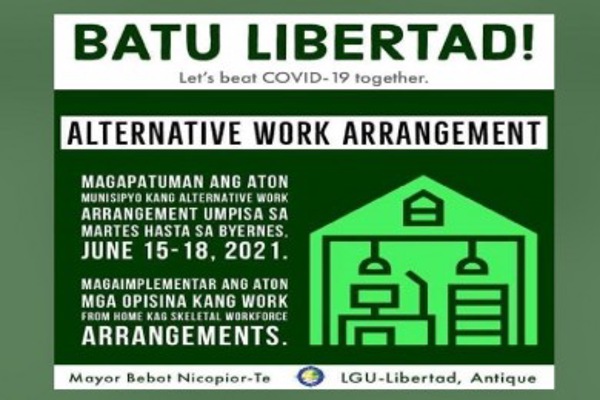 BATU LIBERTAD!
Let's beat COVID-19 together.
ALTERNATIVE WORK ARRANGEMENT
MAGAPATUMAN ANG ATON
MUNISIPYO KANG ALTERNATIVE WORK
ARRANGEMENT UMPISA SA
MARTES HASTA SA BYERNES,
JUNE 15-18, 2021.
MAGAIMPLEMENTAR ANG ATON
MGA OPISINA KANG WORK
FROM HOME KAG SKELETAL WORKFORCE
ARRANGEMENTS.
Mayor Bebot Nicopior-Te
LGU-Libertad, Antique